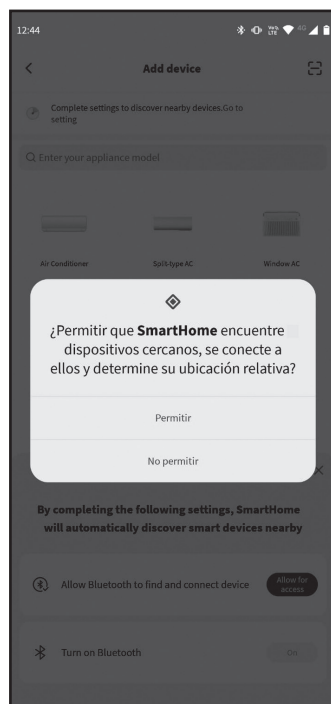 12:44
VoLTE 4G
Add device
Complete settings to discover nearby devices.Go to
setting
Enter your appliance model
Air Conditioner Split-type AC Window AC
¿Permitir que SmartHome encuentre
dispositivos cercanos, se conecte a
ellos y determine su ubicación relativa?
Permitir
No permitir
By completing the following settings, SmartHome
will automatically discover smart devices nearby
Allow Bluetooth to find and connect device
Allow for
access
Turn on Bluetooth
On